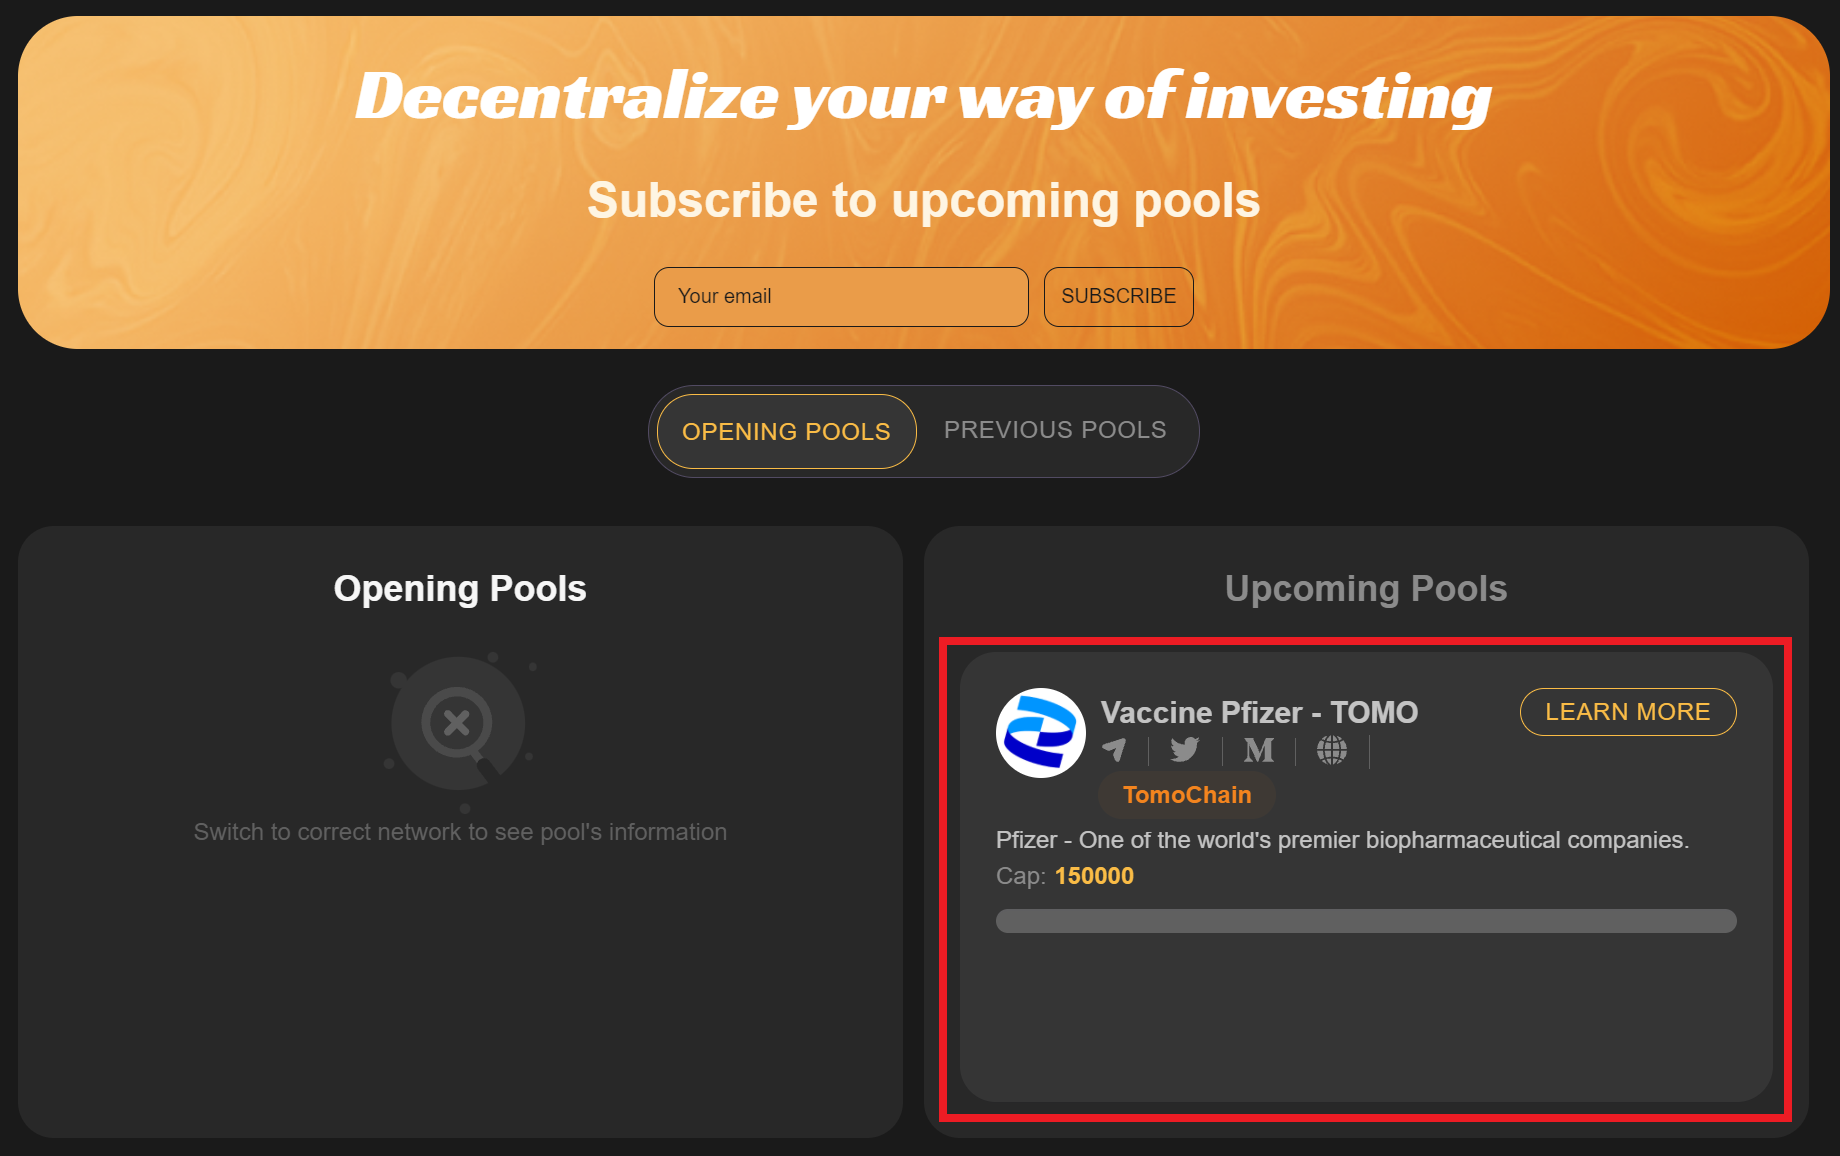 Decentralize your way of investing
Subscribe to upcoming pools
Your email
SUBSCRIBE
OPENING POOLS
PREVIOUS POOLS
Opening Pools
Switch to correct network to see pool's information
Upcoming Pools
Vaccine Pfizer - TOMO
LEARN MORE
TomoChain
Pfizer - One of the world's premier biopharmaceutical companies.
Cap: 150000